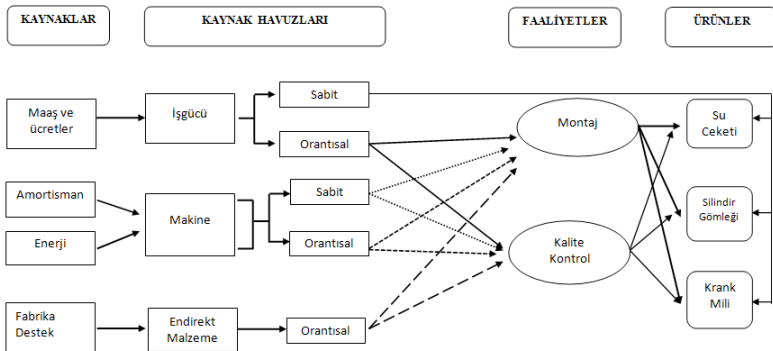 KAYNAKLAR
KAYNAK HAVUZLARI
FAALİYETLER
ÜRÜNLER
Maaş ve
ücretler
İşgücü
Sabit
Orantısal
Montaj
Su
Ceketi
Amortisman
Enerji
Makine
Sabit
Orantısal
Kalite
Kontrol
Silindir
Gömleği
Krank
Mili
Fabrika
Destek
Endirekt
Malzeme
Orantısal